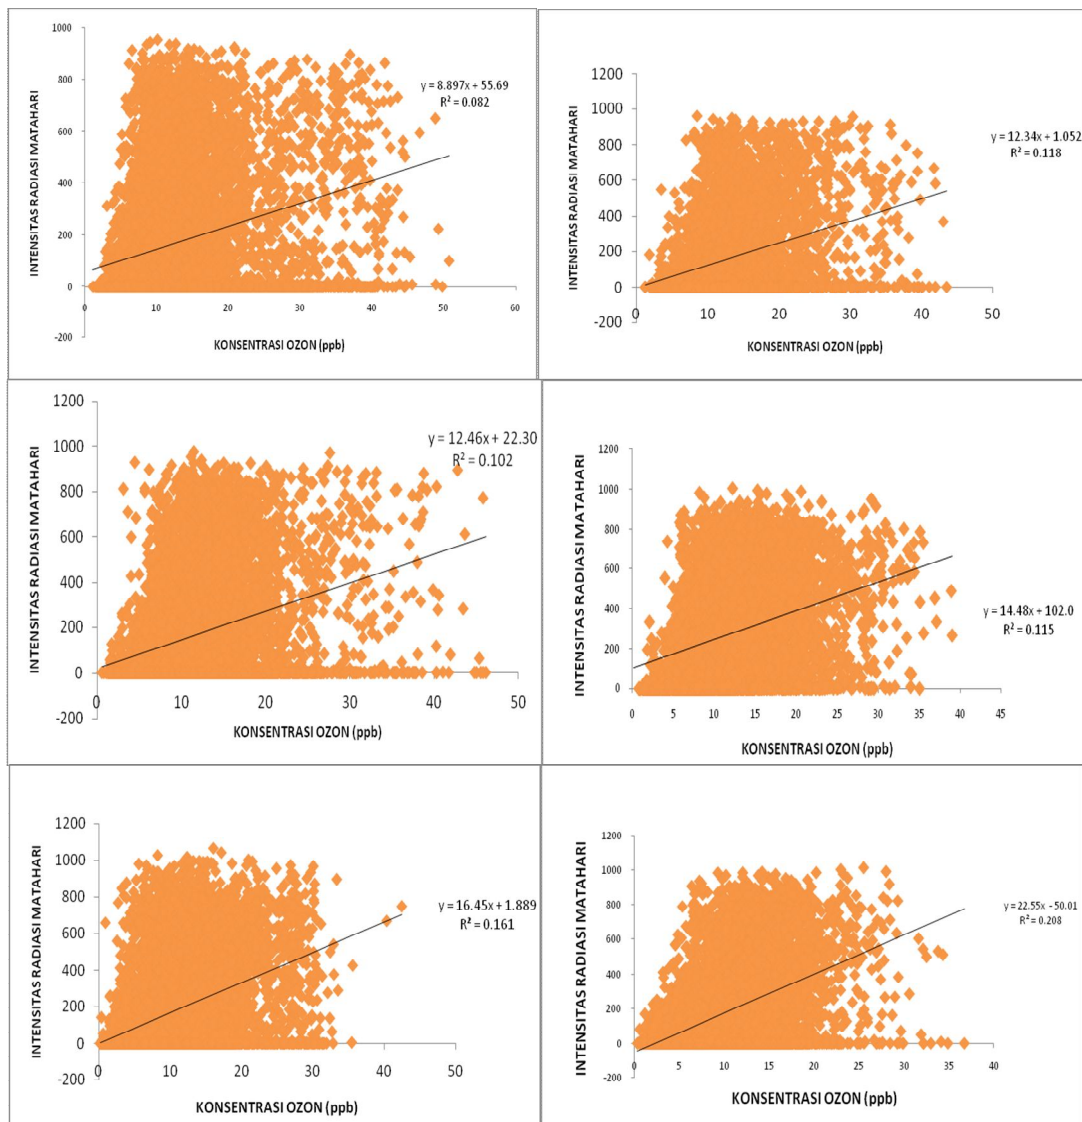 1000
800
600
400
200
0
-200
0 10 20 30 40 50 60
INTENSITAS RADIASI MATAHARI
KONSENTRASI OZON (ppb)
y = 8.897x + 55.69
R² = 0.082
1200
1000
800
600
400
200
0
-200
0 10 20 30 40 50
INTENSITAS RADIASI MATAHARI
KONSENTRASI OZON (ppb)
y = 12.34x + 1.052
R² = 0.118
1200
1000
800
600
400
200
0
-200
0 10 20 30 40 50
INTENSITAS RADIASI MATAHARI
KONSENTRASI OZON (ppb)
y = 12.46x + 22.30
R² = 0.102
1200
1000
800
600
400
200
0
0 5 10 15 20 25 30 35 40 45
INTENSITAS RADIASI MATAHARI
KONSENTRASI OZON (ppb)
y = 14.48x + 102.0
R² = 0.115
1200
1000
800
600
400
200
0
-200
0 10 20 30 40 50
INTENSITAS RADIASI MATAHARI
KONSENTRASI OZON (ppb)
y = 16.45x + 1.889
R² = 0.161
1200
1000
800
600
400
200
0
-200
0 5 10 15 20 25 30 35 40
INTENSITAS RADIASI MATAHARI
KONSENTRASI OZON (ppb)
y = 22.55x - 50.01
R² = 0.208